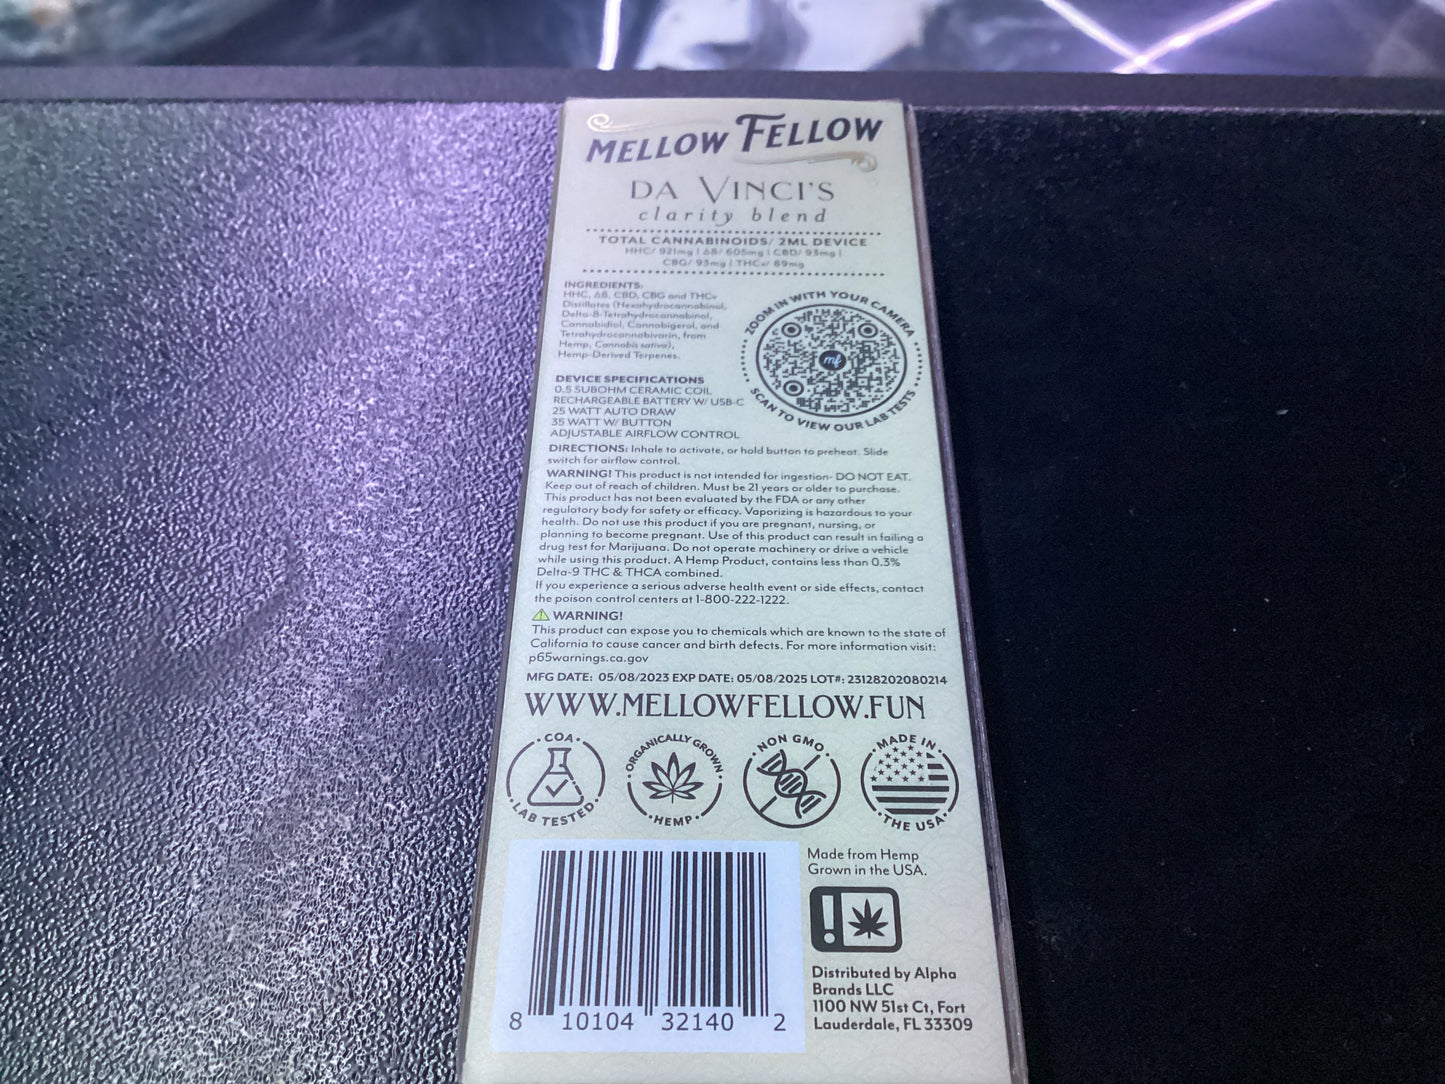 MELLOW FELLOW
DA VINCI'S
clarity blend
TOTAL CANNABINOIDS/ 2ML DEVICE
HHC/ 921mg | Δ8/ 605mg | CBD/ 93mg |
CBG/ 93mg | THCv/ 89mg
INGREDIENTS:
HHC, Δ8, CBD, CBG and THCv
Distillates (Hexahydrocannabinol,
Delta-8-Tetrahydrocannabinol,
Cannabidiol, Cannabigerol, and
Tetrahydrocannabivarin, from
Hemp, Cannabis sativa),
Hemp-Derived Terpenes.
ZOOM IN WITH YOUR CAMERA
mf
SCAN TO VIEW OUR LAB TESTS
DEVICE SPECIFICATIONS
0.5 SUBOHM CERAMIC COIL
RECHARGEABLE BATTERY W/ USB-C
25 WATT AUTO DRAW
35 WATT W/ BUTTON
ADJUSTABLE AIRFLOW CONTROL
DIRECTIONS: Inhale to activate, or hold button to preheat. Slide
switch for airflow control.
WARNING! This product is not intended for ingestion- DO NOT EAT.
Keep out of reach of children. Must be 21 years or older to purchase.
This product has not been evaluated by the FDA or any other
regulatory body for safety or efficacy. Vaporizing is hazardous to your
health. Do not use this product if you are pregnant, nursing, or
planning to become pregnant. Use of this product can result in failing a
drug test for Marijuana. Do not operate machinery or drive a vehicle
while using this product. A Hemp Product, contains less than 0.3%
Delta-9 THC & THCA combined.
If you experience a serious adverse health event or side effects, contact
the poison control centers at 1-800-222-1222.
WARNING!
This product can expose you to chemicals which are known to the state of
California to cause cancer and birth defects. For more information visit:
p65warnings.ca.gov
MFG DATE: 05/08/2023 EXP DATE: 05/08/2025 LOT#: 23128202080214
WWW.MELLOWFELLOW.FUN
COA
LAB TESTED
ORGANICALLY GROWN
HEMP
NON GMO
MADE IN
THE USA
Made from Hemp
Grown in the USA.
8 10104 32140 2
Distributed by Alpha
Brands LLC
1100 NW 51st Ct, Fort
Lauderdale, FL 33309